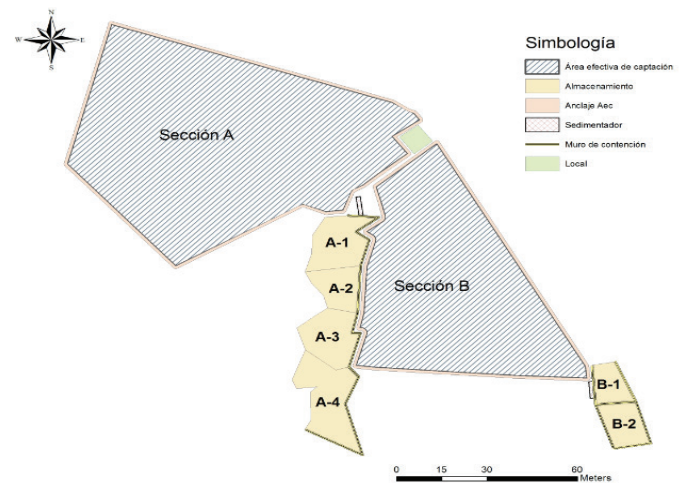 N
W E
S
Simbología
Área efectiva de captación
Almacenamiento
Anclaje Aec
Sedimentador
Muro de contención
Local
Sección A
A-1
A-2
Sección B
A-3
B-1
A-4
B-2
0 15 30 60
Meters